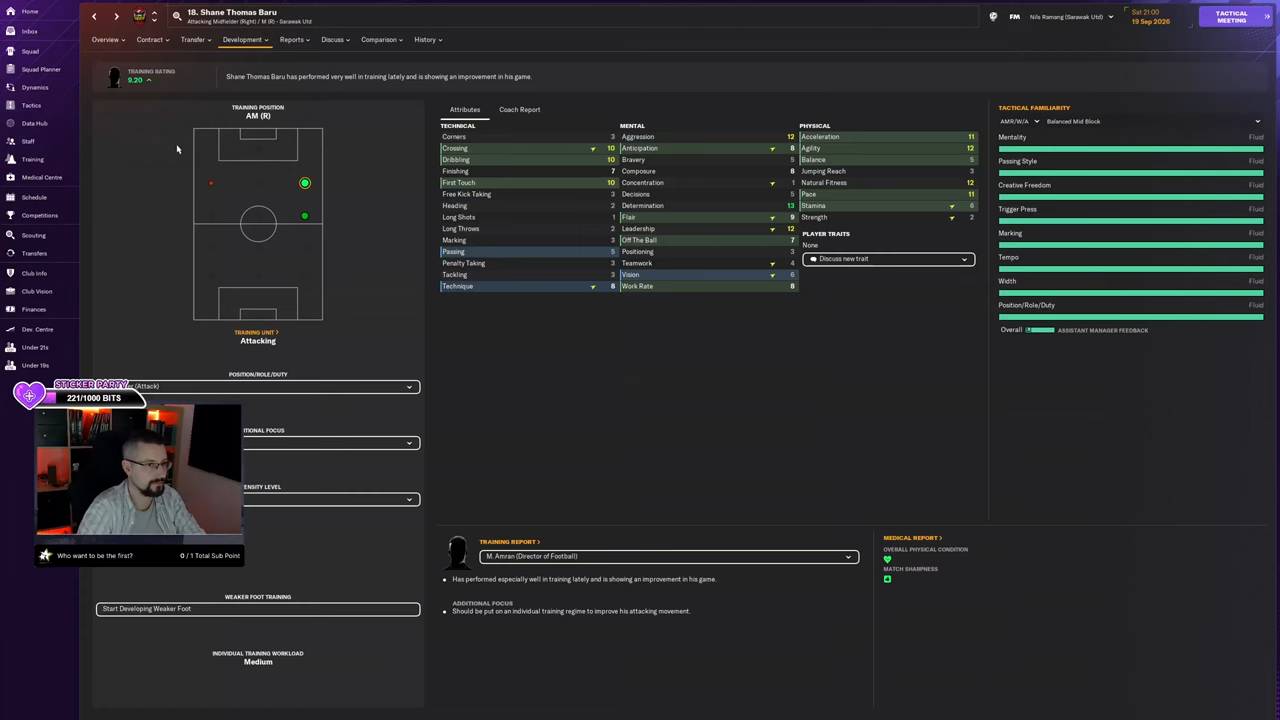 Home
Inbox
Squad
Squad Planner
Dynamics
Tactics
Data Hub
Staff
Training
Medical Centre
Schedule
Competitions
Scouting
Transfers
Club Info
Club Vision
Finances
Dev. Centre
Under 21s
Under 19s
18. Shane Thomas Baru
Attacking Midfielder (Right) / M (R) - Sarawak Utd
FM
Nils Ramang (Sarawak Utd)
Sat 21:00
19 Sep 2026
TACTICAL MEETING
Overview
Contract
Transfer
Development
Reports
Discuss
Comparison
History
TRAINING RATING
9.20
Shane Thomas Baru has performed very well in training lately and is showing an improvement in his game.
TRAINING POSITION
AM (R)
TRAINING UNIT >
Attacking
POSITION/ROLE/DUTY
(Attack)
ITIONAL FOCUS
ENSITY LEVEL
WEAKER FOOT TRAINING
Start Developing Weaker Foot
INDIVIDUAL TRAINING WORKLOAD
Medium
Attributes
Coach Report
TECHNICAL
Corners 3
Crossing 10
Dribbling 10
Finishing 7
First Touch 10
Free Kick Taking 3
Heading 2
Long Shots 1
Long Throws 2
Marking 3
Passing 5
Penalty Taking 3
Tackling 3
Technique 8
MENTAL
Aggression 12
Anticipation 8
Bravery 5
Composure 8
Concentration 1
Decisions 5
Determination 13
Flair 9
Leadership 12
Off The Ball 7
Positioning 3
Teamwork 4
Vision 6
Work Rate 8
PHYSICAL
Acceleration 11
Agility 12
Balance 5
Jumping Reach 3
Natural Fitness 12
Pace 11
Stamina 6
Strength 2
PLAYER TRAITS
None
Discuss new trait
TACTICAL FAMILIARITY
AMR/W/A
Balanced Mid Block
Mentality Fluid
Passing Style Fluid
Creative Freedom Fluid
Trigger Press Fluid
Marking Fluid
Tempo Fluid
Width Fluid
Position/Role/Duty Fluid
Overall
ASSISTANT MANAGER FEEDBACK
TRAINING REPORT >
M. Amran (Director of Football)
Has performed especially well in training lately and is showing an improvement in his game.
ADDITIONAL FOCUS
Should be put on an individual training regime to improve his attacking movement.
MEDICAL REPORT >
OVERALL PHYSICAL CONDITION
MATCH SHARPNESS
STICKER PARTY
221/1000 BITS
Who want to be the first?
0 / 1 Total Sub Point